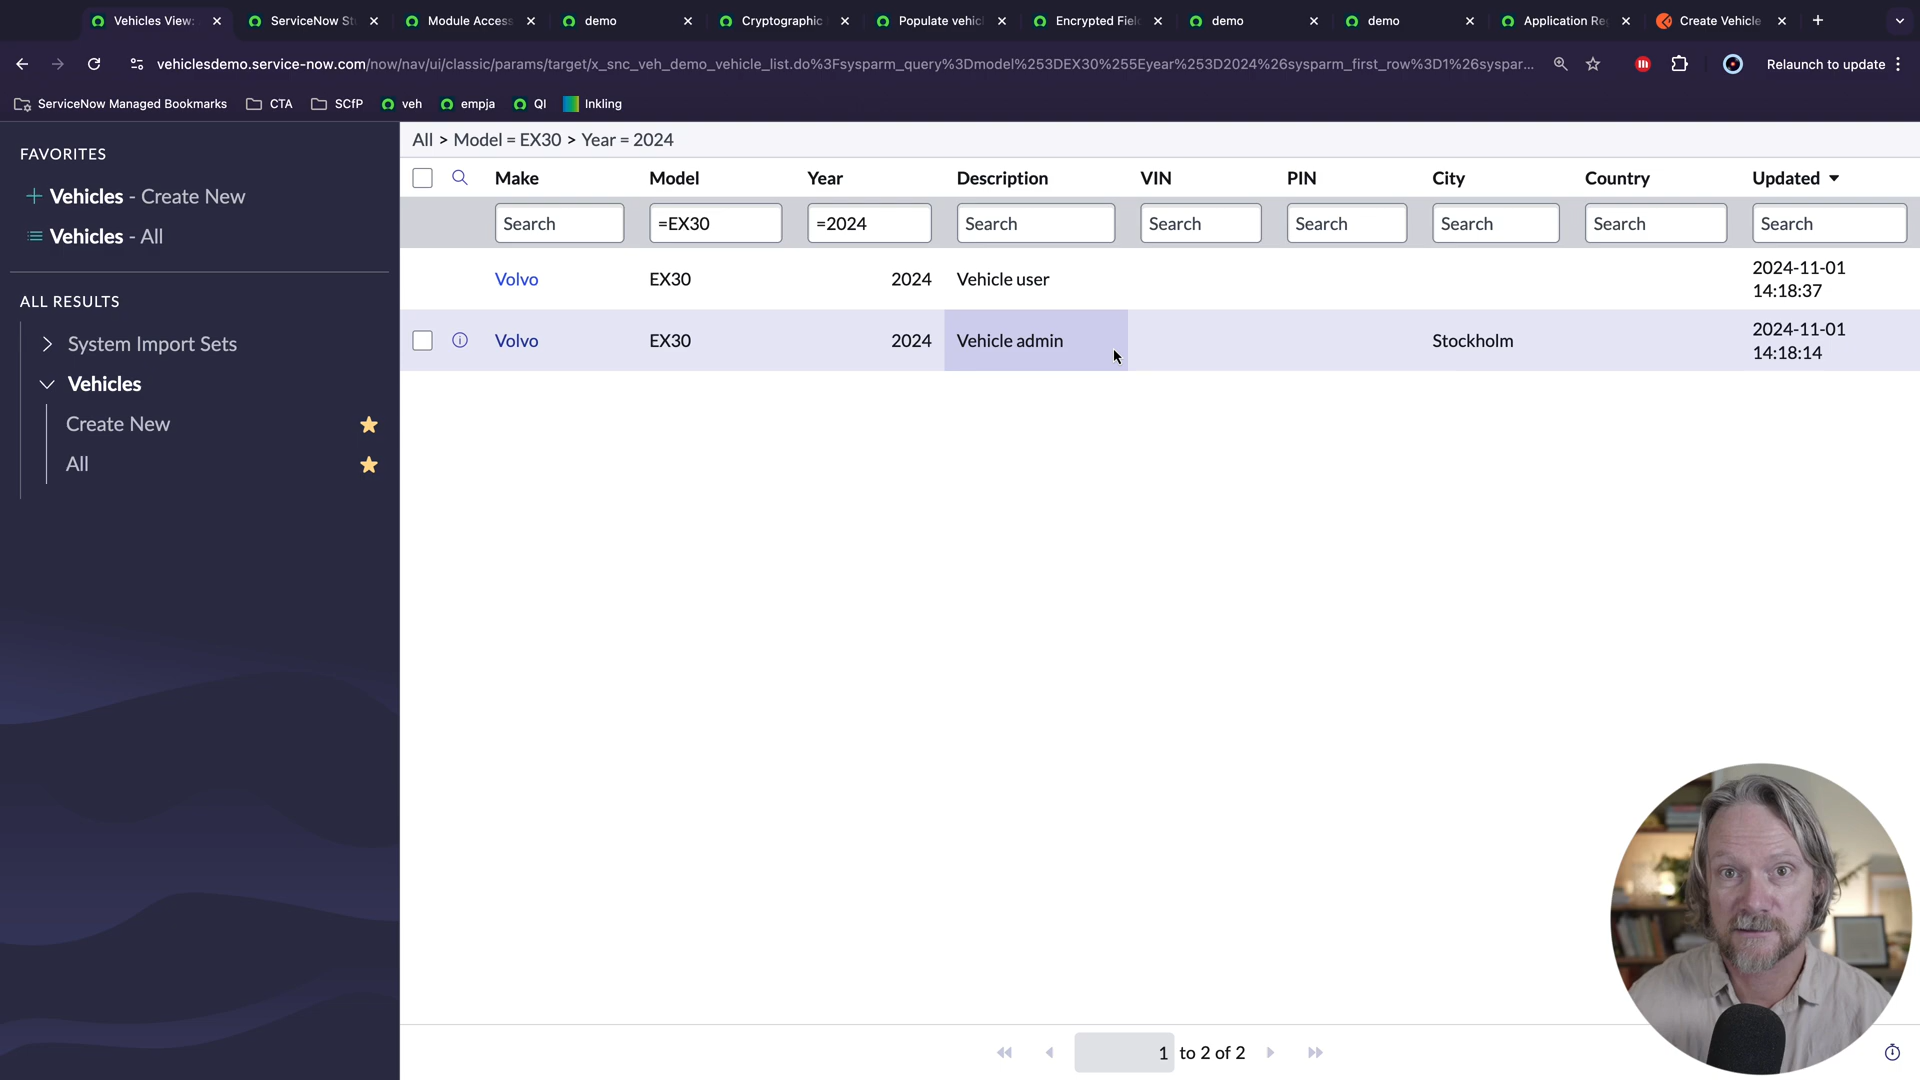 Vehicles View:
ServiceNow St
Module Access
demo
Cryptographic
Populate vehic
Encrypted Fiel
demo
demo
Application Re
Create Vehicle
vehiclesdemo.service-now.com/now/nav/ui/classic/params/target/x_snc_veh_demo_vehicle_list.do%3Fsysparm_query%3Dmodel%253DEX30%255Eyear%253D2024%26sysparm_first_row%3D1%26syspar...
Relaunch to update
ServiceNow Managed Bookmarks
CTA
SCfP
veh
empja
QI
Inkling
FAVORITES
Vehicles - Create New
Vehicles - All
ALL RESULTS
System Import Sets
Vehicles
Create New
All
All > Model = EX30 > Year = 2024
Make Model Year Description VIN PIN City Country Updated
Search =EX30 =2024 Search Search Search Search Search Search
Volvo EX30 2024 Vehicle user 2024-11-01
14:18:37
Volvo EX30 2024 Vehicle admin Stockholm 2024-11-01
14:18:14
1 to 2 of 2